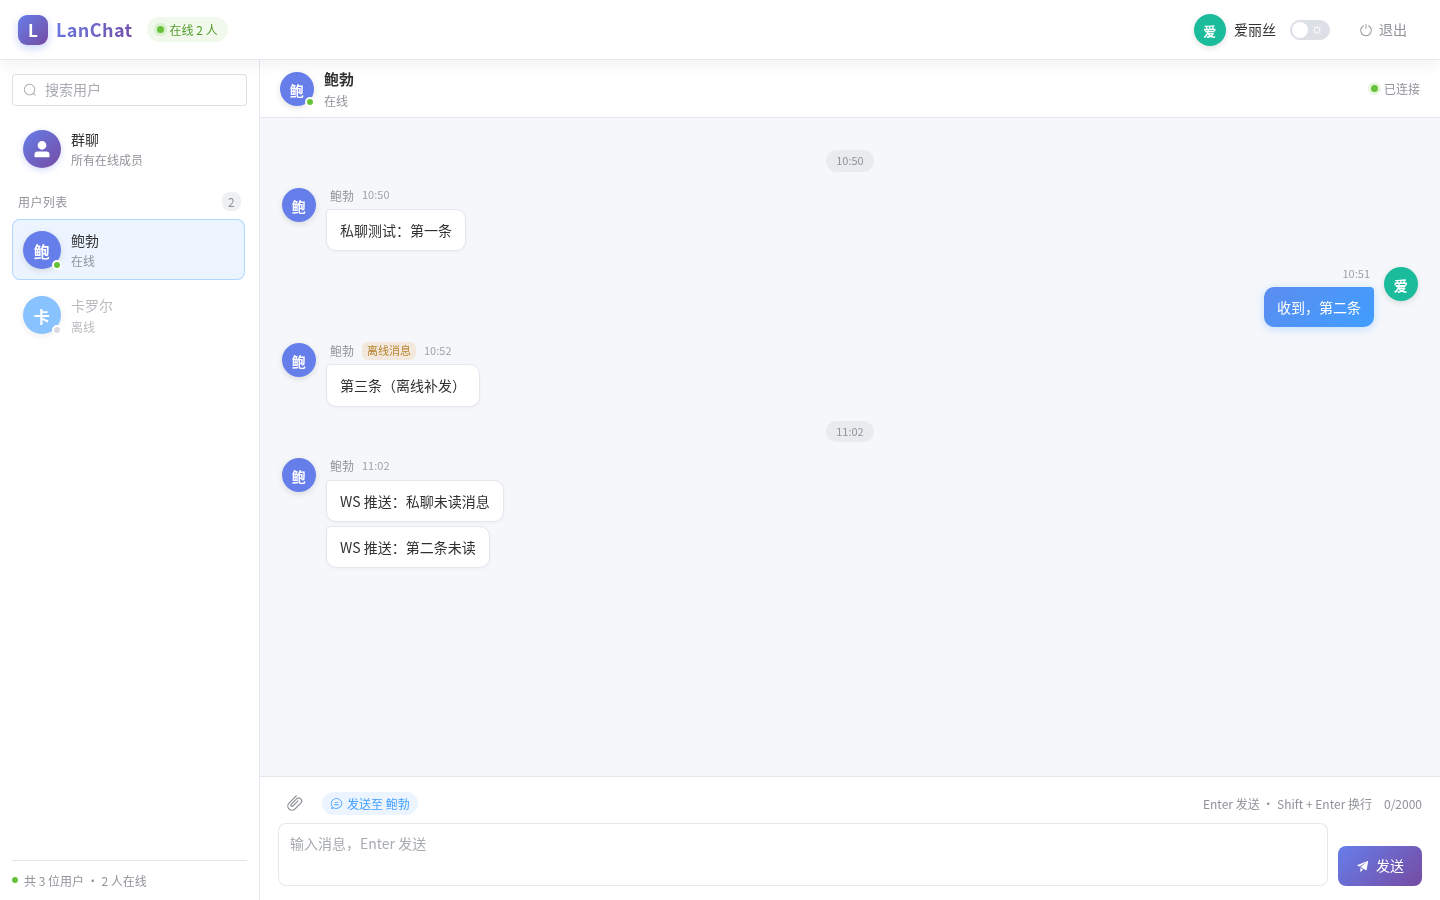 L LanChat 在线 2 人
爱 爱丽丝 退出
搜索用户
群聊
所有在线成员
用户列表 2
鲍 鲍勃
在线
卡 卡罗尔
离线
共 3 位用户 · 2 人在线
鲍 鲍勃
在线
已连接
10:50
鲍 鲍勃 10:50
私聊测试：第一条
10:51
收到，第二条
爱
鲍 鲍勃 离线消息 10:52
第三条（离线补发）
11:02
鲍 鲍勃 11:02
WS 推送：私聊未读消息
WS 推送：第二条未读
发送至 鲍勃
Enter 发送 · Shift + Enter 换行 0/2000
输入消息，Enter 发送
发送